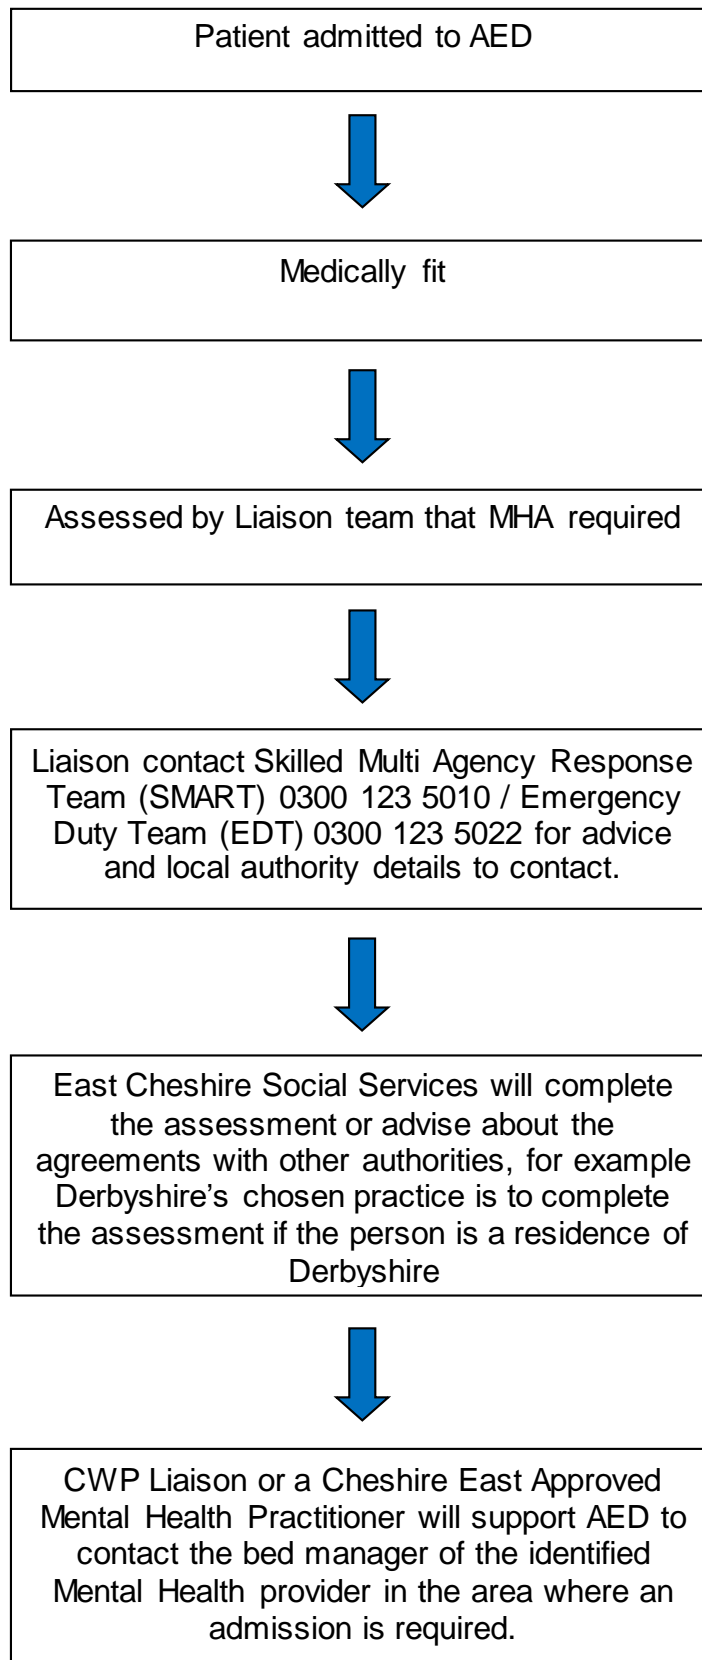 Patient admitted to AED
Medically fit
Assessed by Liaison team that MHA required
Liaison contact Skilled Multi Agency Response
Team (SMART) 0300 123 5010 / Emergency
Duty Team (EDT) 0300 123 5022 for advice
and local authority details to contact.
East Cheshire Social Services will complete
the assessment or advise about the
agreements with other authorities, for example
Derbyshire’s chosen practice is to complete
the assessment if the person is a residence of
Derbyshire
CWP Liaison or a Cheshire East Approved
Mental Health Practitioner will support AED to
contact the bed manager of the identified
Mental Health provider in the area where an
admission is required.